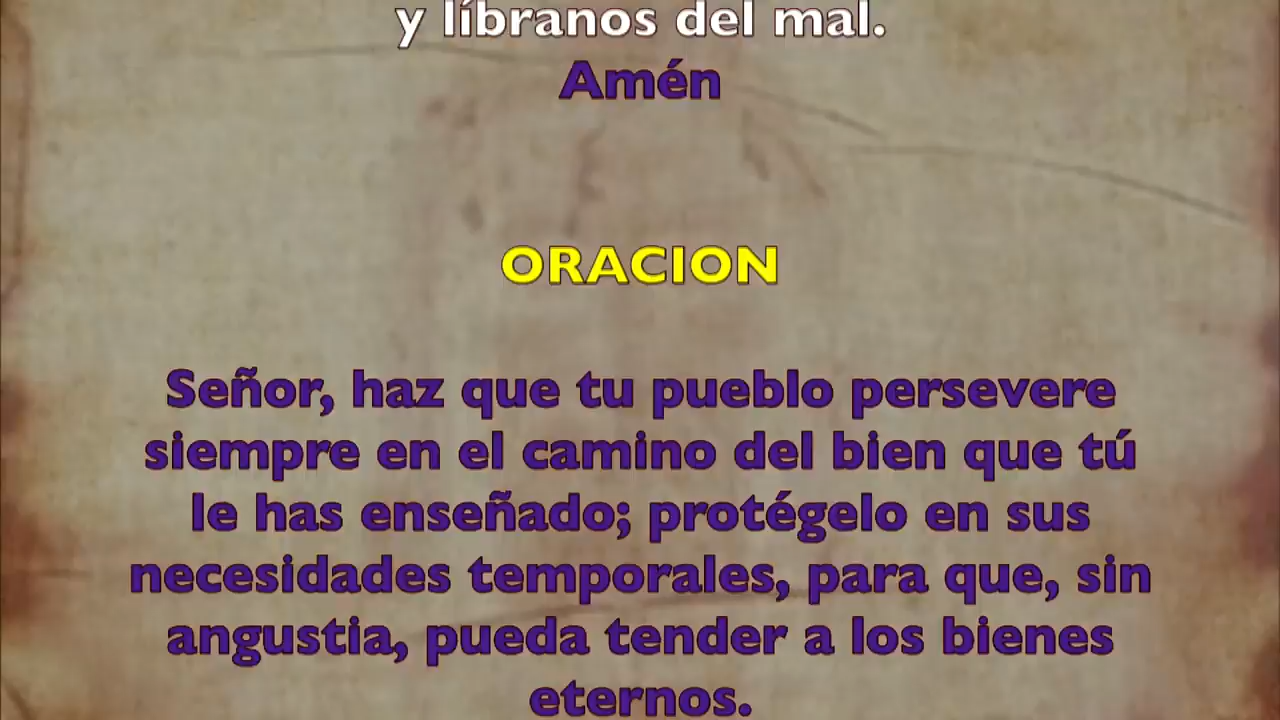 y líbranos del mal.
Amén
ORACION
Señor, haz que tu pueblo persevere
siempre en el camino del bien que tú
le has enseñado; protégelo en sus
necesidades temporales, para que, sin
angustia, pueda tender a los bienes
eternos.